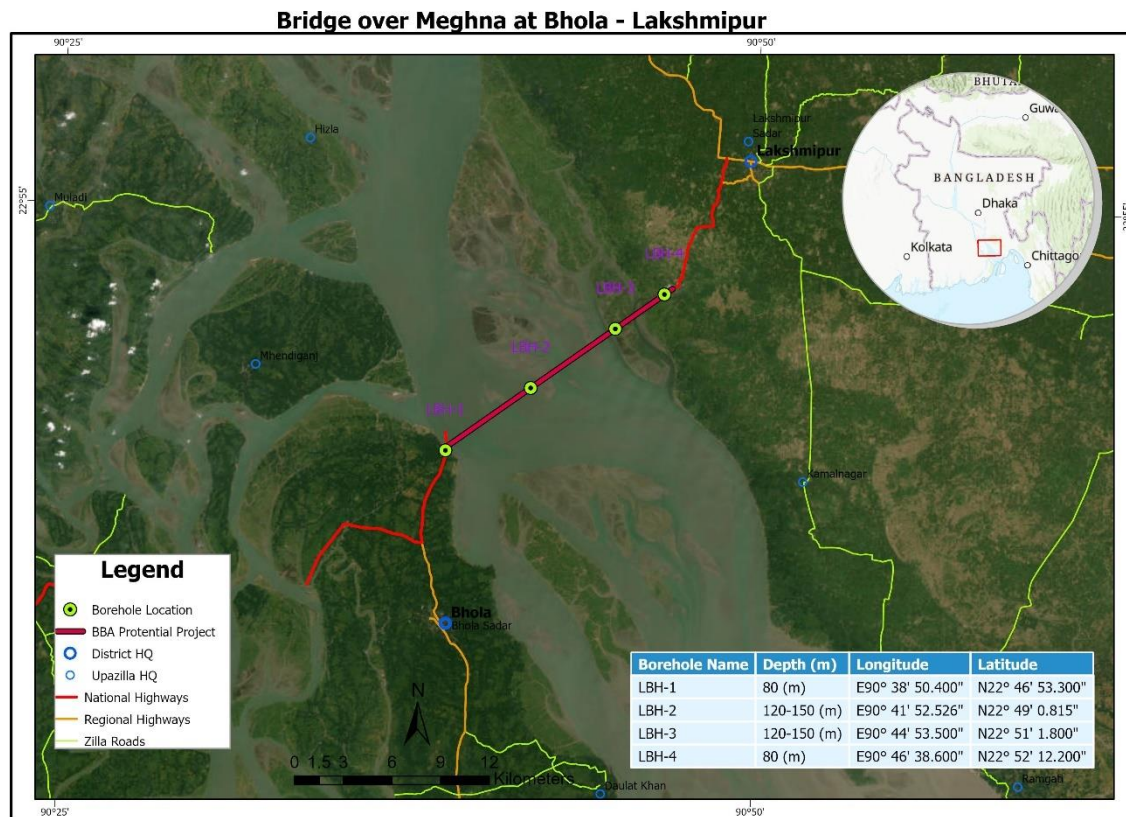 Bridge over Meghna at Bhola - Lakshmipur
90°25'
90°50'
BHUTA
Guwa
BANGLADESH
Dhaka
Kolkata
Chittago
Hizla
Lakshmipur
Sadar
Lakshmipur
Muladi
22°55'
22°55'
LBH-4
LBH-3
LBH-2
LBH-1
Mhendiganj
Kamalnagar
Bhola
Bhola Sadar
Legend
Borehole Location
BBA Protential Project
District HQ
Upazilla HQ
National Highways
Regional Highways
Zilla Roads
N
0 1.5 3 6 9 12
Kilometers
Daulat Khan
Borehole Name Depth (m) Longitude Latitude
LBH-1 80 (m) E90° 38' 50.400" N22° 46' 53.300"
LBH-2 120-150 (m) E90° 41' 52.526" N22° 49' 0.815"
LBH-3 120-150 (m) E90° 44' 53.500" N22° 51' 1.800"
LBH-4 80 (m) E90° 46' 38.600" N22° 52' 12.200"
Ramgati
90°25'
90°50'